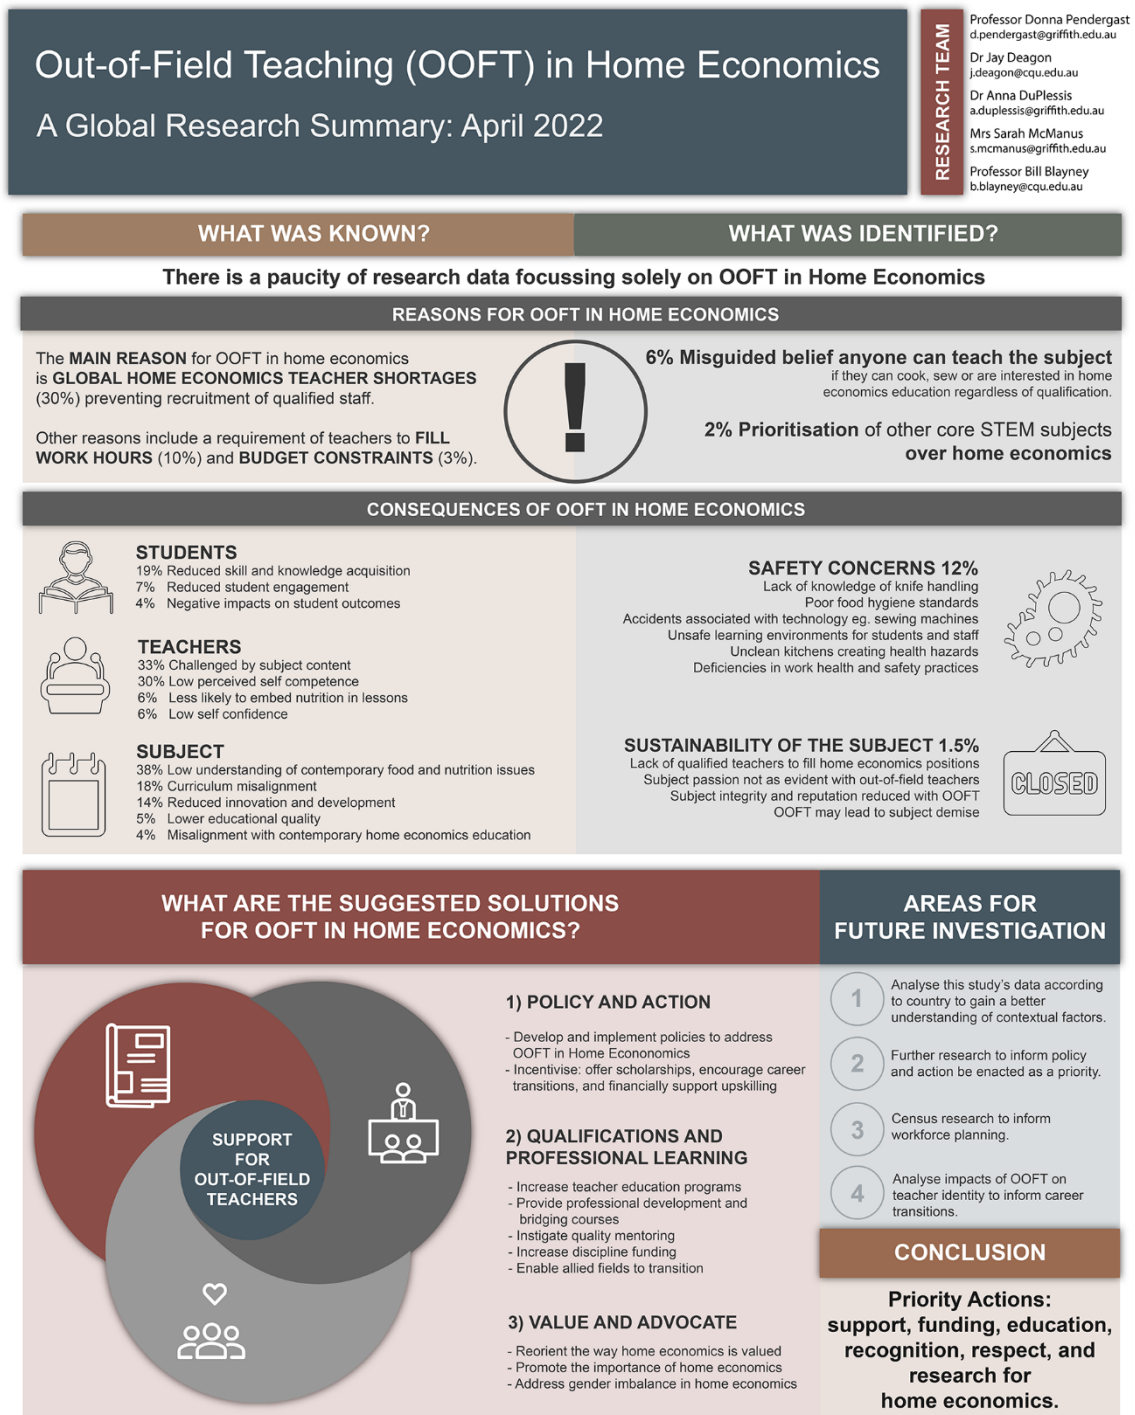 Out-of-Field Teaching (OOFT) in Home Economics
A Global Research Summary: April 2022
RESEARCH TEAM
Professor Donna Pendergast
d.pendergast@griffith.edu.au
Dr Jay Deagon
j.deagon@cqu.edu.au
Dr Anna DuPlessis
a.duplessis@griffith.edu.au
Mrs Sarah McManus
s.mcmanus@griffith.edu.au
Professor Bill Blayney
b.blayney@cqu.edu.au
WHAT WAS KNOWN?
WHAT WAS IDENTIFIED?
There is a paucity of research data focussing solely on OOFT in Home Economics
REASONS FOR OOFT IN HOME ECONOMICS
The MAIN REASON for OOFT in home economics
is GLOBAL HOME ECONOMICS TEACHER SHORTAGES
(30%) preventing recruitment of qualified staff.
Other reasons include a requirement of teachers to FILL
WORK HOURS (10%) and BUDGET CONSTRAINTS (3%).
!
6% Misguided belief anyone can teach the subject
if they can cook, sew or are interested in home
economics education regardless of qualification.
2% Prioritisation of other core STEM subjects
over home economics
CONSEQUENCES OF OOFT IN HOME ECONOMICS
STUDENTS
19% Reduced skill and knowledge acquisition
7% Reduced student engagement
4% Negative impacts on student outcomes
TEACHERS
33% Challenged by subject content
30% Low perceived self competence
6% Less likely to embed nutrition in lessons
6% Low self confidence
SUBJECT
38% Low understanding of contemporary food and nutrition issues
18% Curriculum misalignment
14% Reduced innovation and development
5% Lower educational quality
4% Misalignment with contemporary home economics education
SAFETY CONCERNS 12%
Lack of knowledge of knife handling
Poor food hygiene standards
Accidents associated with technology eg. sewing machines
Unsafe learning environments for students and staff
Unclean kitchens creating health hazards
Deficiencies in work health and safety practices
SUSTAINABILITY OF THE SUBJECT 1.5%
Lack of qualified teachers to fill home economics positions
Subject passion not as evident with out-of-field teachers
Subject integrity and reputation reduced with OOFT
OOFT may lead to subject demise
CLOSED
WHAT ARE THE SUGGESTED SOLUTIONS
FOR OOFT IN HOME ECONOMICS?
SUPPORT
FOR
OUT-OF-FIELD
TEACHERS
1) POLICY AND ACTION
- Develop and implement policies to address
OOFT in Home Econonomics
- Incentivise: offer scholarships, encourage career
transitions, and financially support upskilling
2) QUALIFICATIONS AND
PROFESSIONAL LEARNING
- Increase teacher education programs
- Provide professional development and
bridging courses
- Instigate quality mentoring
- Increase discipline funding
- Enable allied fields to transition
3) VALUE AND ADVOCATE
- Reorient the way home economics is valued
- Promote the importance of home economics
- Address gender imbalance in home economics
AREAS FOR
FUTURE INVESTIGATION
1
Analyse this study's data according
to country to gain a better
understanding of contextual factors.
2
Further research to inform policy
and action be enacted as a priority.
3
Census research to inform
workforce planning.
4
Analyse impacts of OOFT on
teacher identity to inform career
transitions.
CONCLUSION
Priority Actions:
support, funding, education,
recognition, respect, and
research for
home economics.